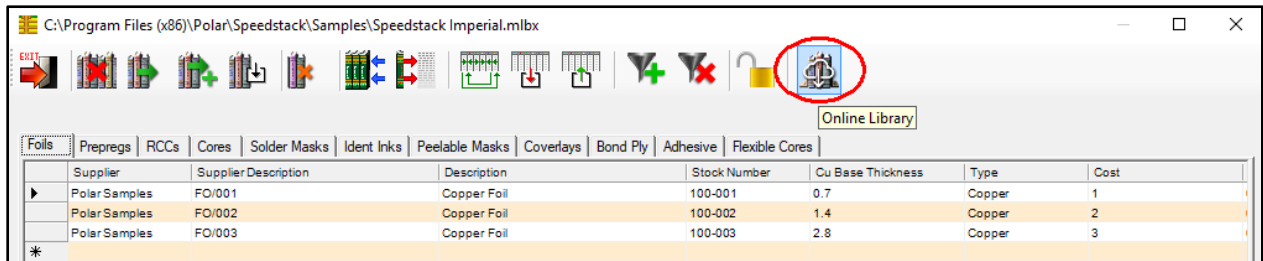 C:\Program Files (x86)\Polar\Speedstack\Samples\Speedstack Imperial.mlbx
EXIT
Online Library
Foils Prepregs RCCs Cores Solder Masks Ident Inks Peelable Masks Coverlays Bond Ply Adhesive Flexible Cores
Supplier Supplier Description Description Stock Number Cu Base Thickness Type Cost
Polar Samples FO/001 Copper Foil 100-001 0.7 Copper 1
Polar Samples FO/002 Copper Foil 100-002 1.4 Copper 2
Polar Samples FO/003 Copper Foil 100-003 2.8 Copper 3